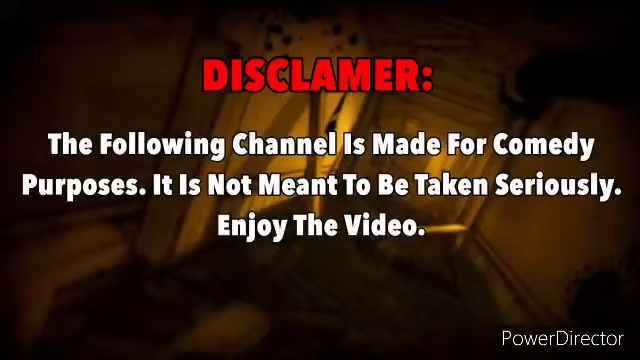 DISCLAMER:
The Following Channel Is Made For Comedy
Purposes. It Is Not Meant To Be Taken Seriously.
Enjoy The Video.
PowerDirector